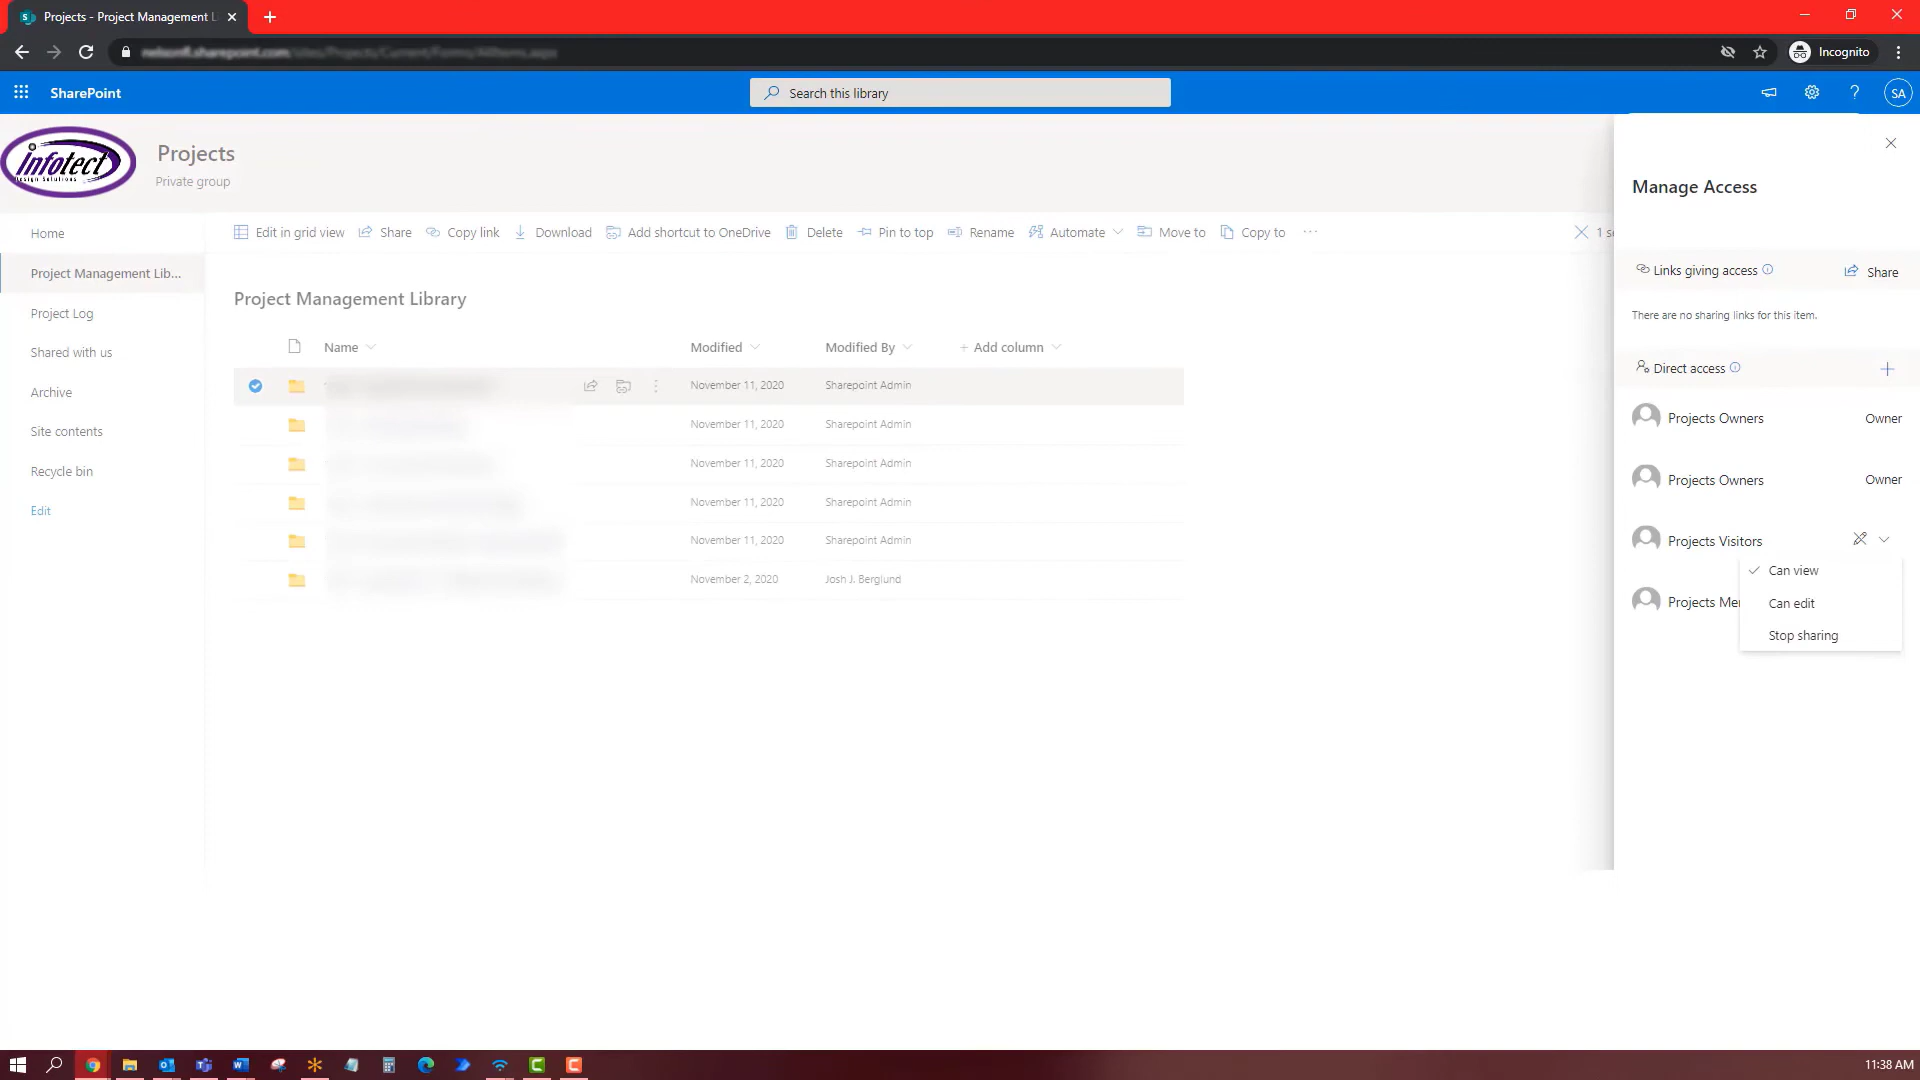 Projects - Project Management L
Incognito
SharePoint
Search this library
SA
infotect
Design Solutions
Projects
Private group
Home
Project Management Lib...
Project Log
Shared with us
Archive
Site contents
Recycle bin
Edit
Edit in grid view
Share
Copy link
Download
Add shortcut to OneDrive
Delete
Pin to top
Rename
Automate
Move to
Copy to
1 se
Project Management Library
Name
Modified
Modified By
Add column
November 11, 2020
Sharepoint Admin
November 11, 2020
Sharepoint Admin
November 11, 2020
Sharepoint Admin
November 11, 2020
Sharepoint Admin
November 11, 2020
Sharepoint Admin
November 2, 2020
Josh J. Berglund
Manage Access
Links giving access
Share
There are no sharing links for this item.
Direct access
Projects Owners
Owner
Projects Owners
Owner
Projects Visitors
Projects Me
Can view
Can edit
Stop sharing
11:38 AM